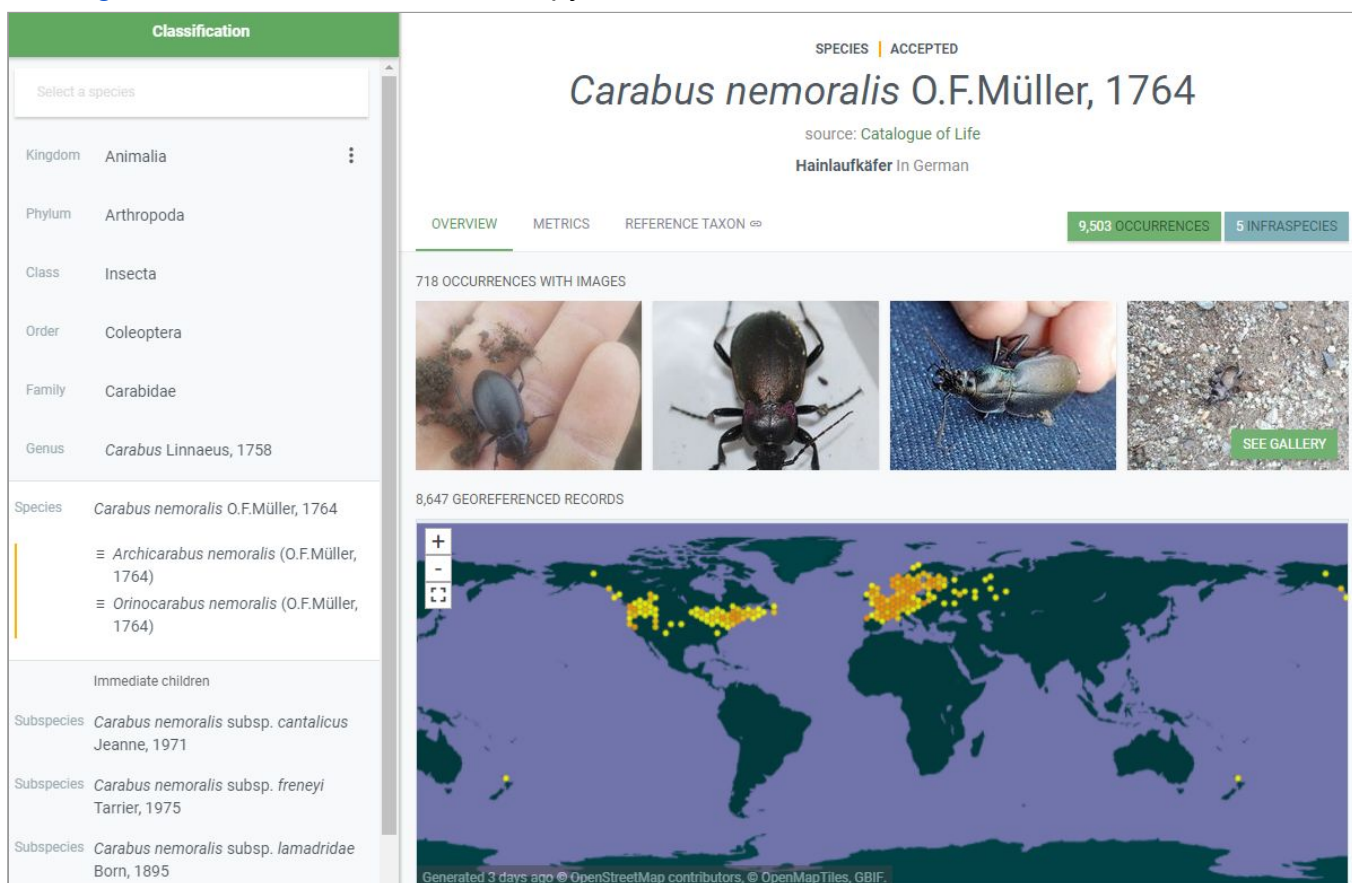 Classification
Select a species
Kingdom Animalia
Phylum Arthropoda
Class Insecta
Order Coleoptera
Family Carabidae
Genus Carabus Linnaeus, 1758
Species Carabus nemoralis O.F.Müller, 1764
≡ Archicarabus nemoralis (O.F.Müller,
1764)
≡ Orinocarabus nemoralis (O.F.Müller,
1764)
Immediate children
Subspecies Carabus nemoralis subsp. cantalicus
Jeanne, 1971
Subspecies Carabus nemoralis subsp. freneyi
Tarrier, 1975
Subspecies Carabus nemoralis subsp. lamadridae
Born, 1895
SPECIES | ACCEPTED
Carabus nemoralis O.F.Müller, 1764
source: Catalogue of Life
Hainlaufkäfer In German
OVERVIEW METRICS REFERENCE TAXON 9,503 OCCURRENCES 5 INFRASPECIES
718 OCCURRENCES WITH IMAGES
SEE GALLERY
8,647 GEOREFERENCED RECORDS
+
-
Generated 3 days ago © OpenStreetMap contributors, © OpenMapTiles, GBIF.